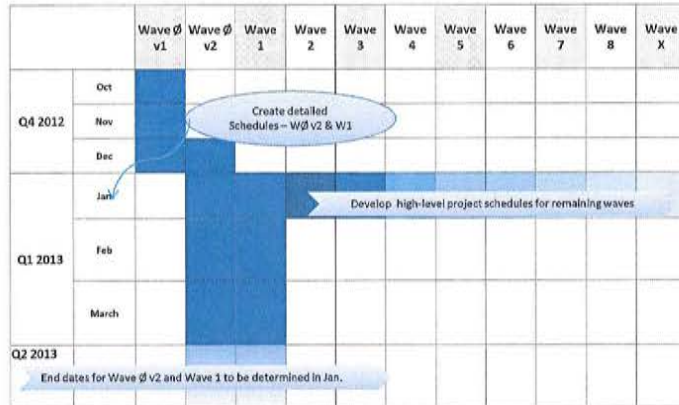 Wave Ø v1 Wave Ø v2 Wave 1 Wave 2 Wave 3 Wave 4 Wave 5 Wave 6 Wave 7 Wave 8 Wave X
Q4 2012
Oct
Nov
Dec
Create detailed
Schedules – WØ v2 & W1
Q1 2013
Jan
Develop high-level project schedules for remaining waves
Feb
March
Q2 2013
End dates for Wave Ø v2 and Wave 1 to be determined in Jan.